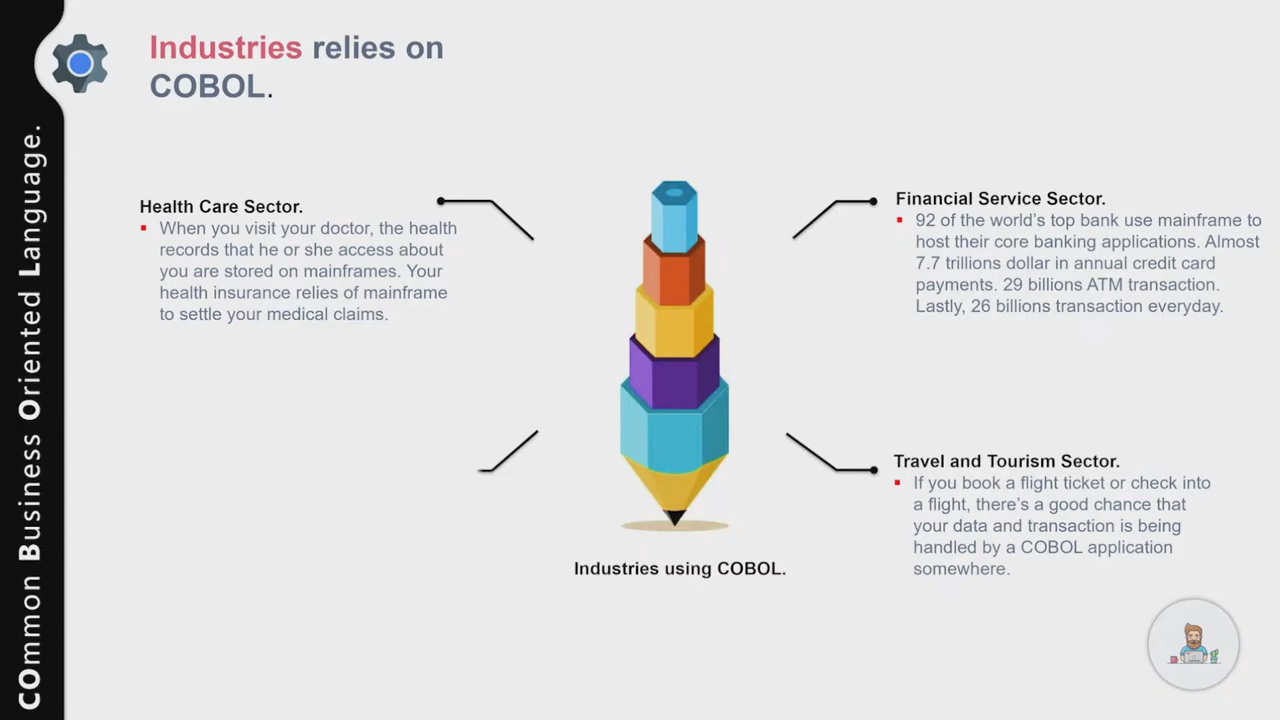 COmmon Business Oriented Language.
Industries relies on
COBOL.
Health Care Sector.
When you visit your doctor, the health
records that he or she access about
you are stored on mainframes. Your
health insurance relies of mainframe
to settle your medical claims.
Financial Service Sector.
92 of the world’s top bank use mainframe to
host their core banking applications. Almost
7.7 trillions dollar in annual credit card
payments. 29 billions ATM transaction.
Lastly, 26 billions transaction everyday.
Travel and Tourism Sector.
If you book a flight ticket or check into
a flight, there’s a good chance that
your data and transaction is being
handled by a COBOL application
somewhere.
Industries using COBOL.